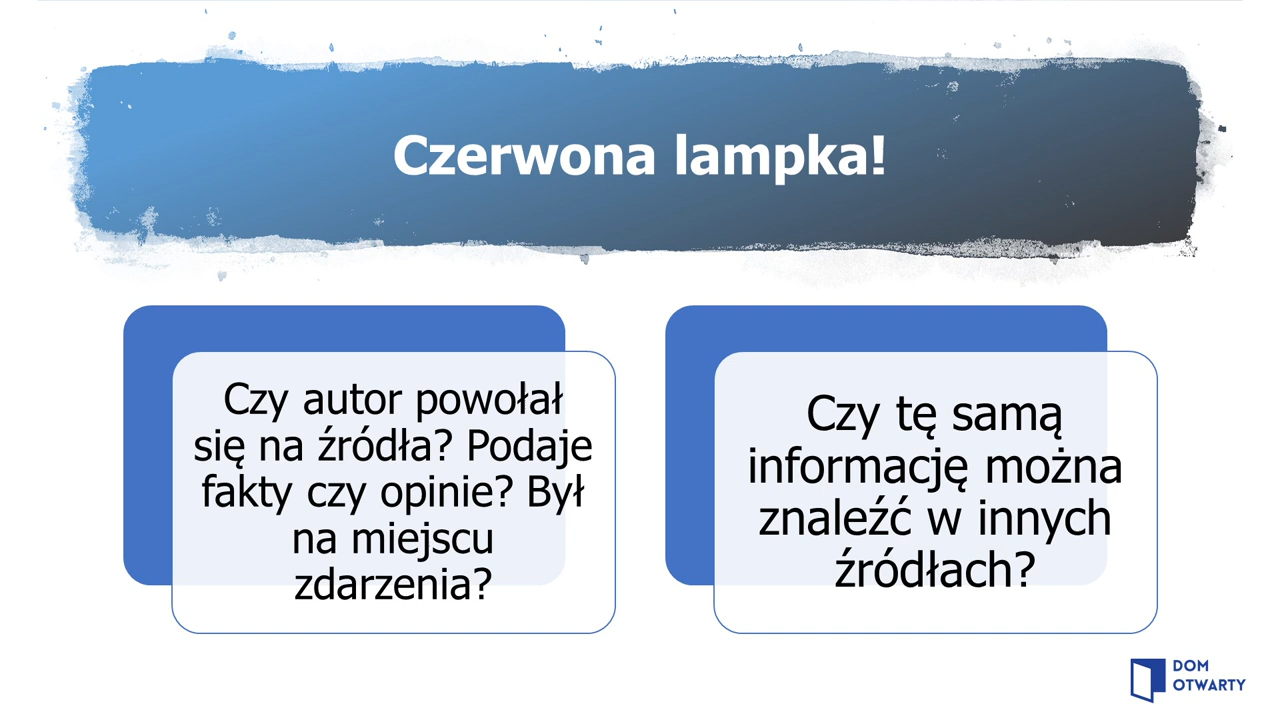 Czerwona lampka!
Czy autor powołał
się na źródła? Podaje
fakty czy opinie? Był
na miejscu
zdarzenia?
Czy tę samą
informację można
znaleźć w innych
źródłach?
DOM
OTWARTY